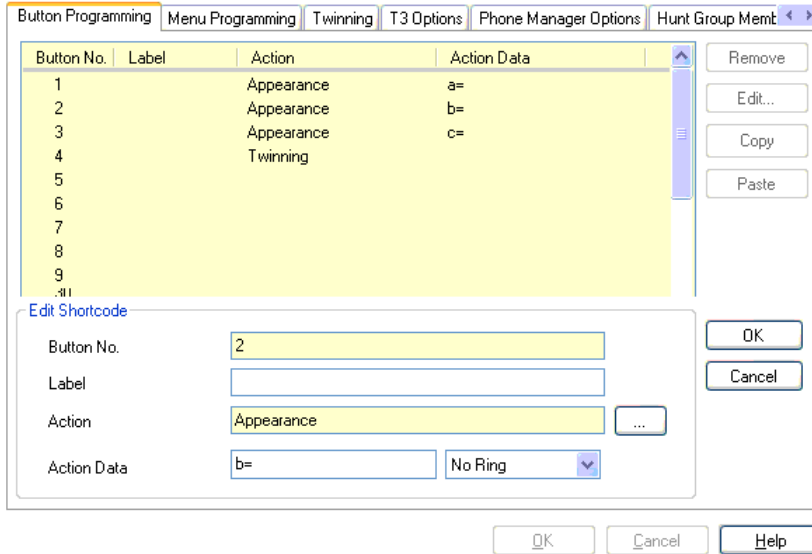 Button Programming Menu Programming Twinning T3 Options Phone Manager Options Hunt Group Memb
Button No. Label Action Action Data
Remove
1 Appearance a=
2 Appearance b=
Edit...
3 Appearance c=
Copy
4 Twinning
5
Paste
6
7
8
9
Edit Shortcode
Button No. 2
OK
Label
Cancel
Action Appearance ...
Action Data b= No Ring
OK Cancel Help